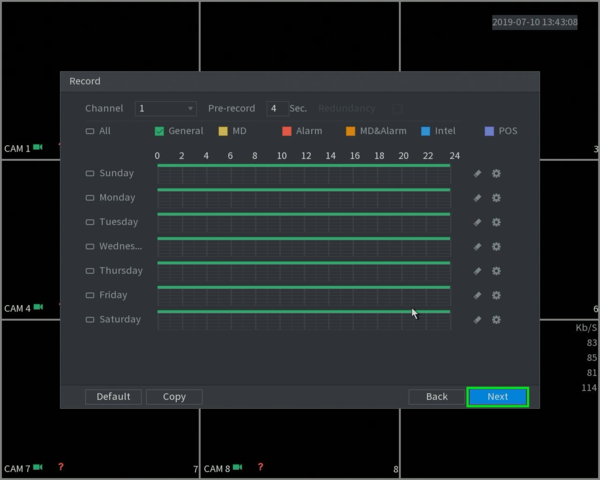 2019-07-10 13:43:08
Record
Channel 1 Pre-record 4 Sec. Redundancy
All General MD Alarm MD&Alarm Intel POS
0 2 4 6 8 10 12 14 16 18 20 22 24
CAM 1 3
Sunday
Monday
Tuesday
Wednes...
Thursday
Friday
CAM 4 6
Saturday
Kb/S
83
85
81
114
Default Copy Back Next
CAM 7 ? 7 CAM 8 ? 8